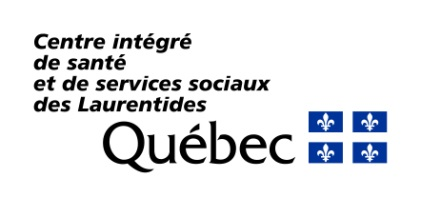 Centre intégré
de santé
et de services sociaux
des Laurentides
Québec